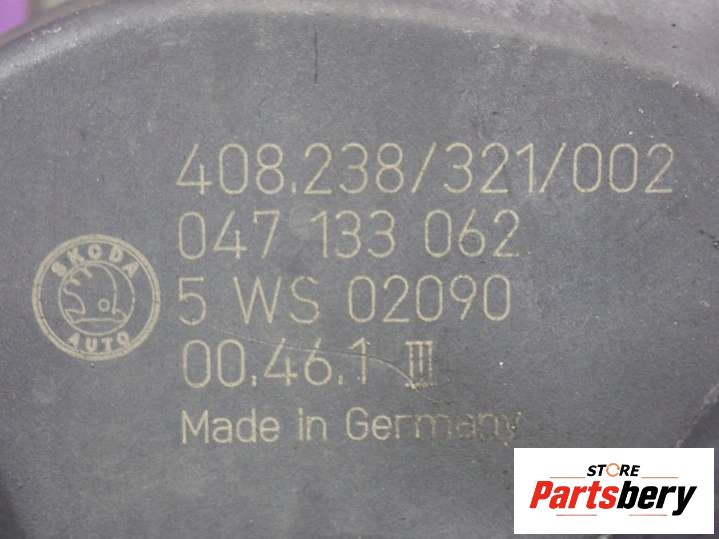 408.238/321/002
047 133 062
SKODA
AUTO
5 WS 02090
00.46.1 III
Made in Germany
STORE
Partsbery